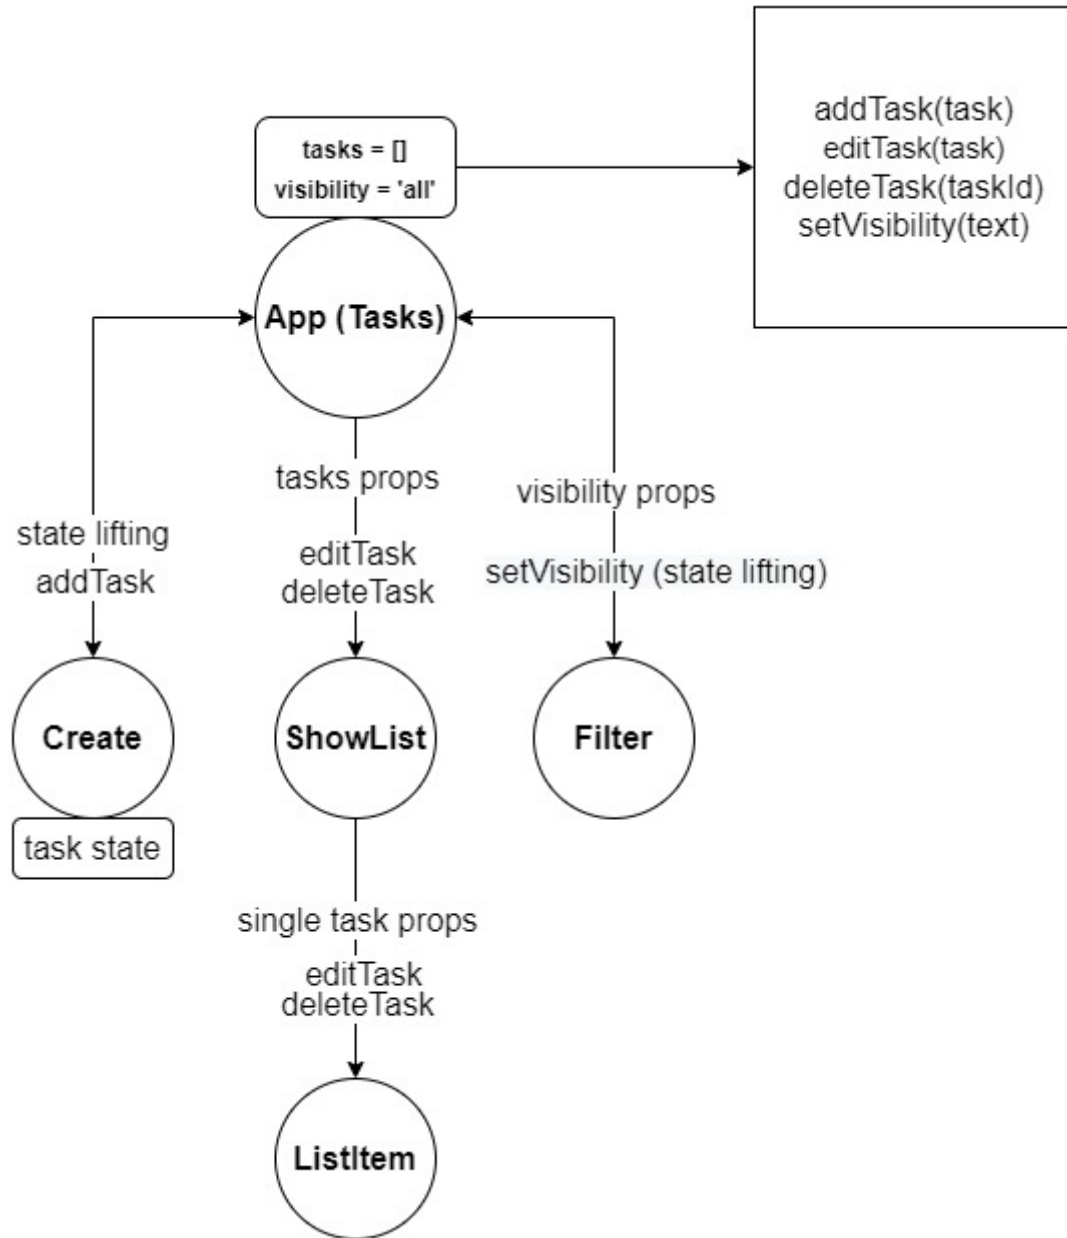 tasks = []
visibility = 'all'
addTask(task)
editTask(task)
deleteTask(taskId)
setVisibility(text)
App (Tasks)
state lifting
addTask
tasks props
editTask
deleteTask
visibility props
setVisibility (state lifting)
Create
task state
ShowList
Filter
single task props
editTask
deleteTask
ListItem